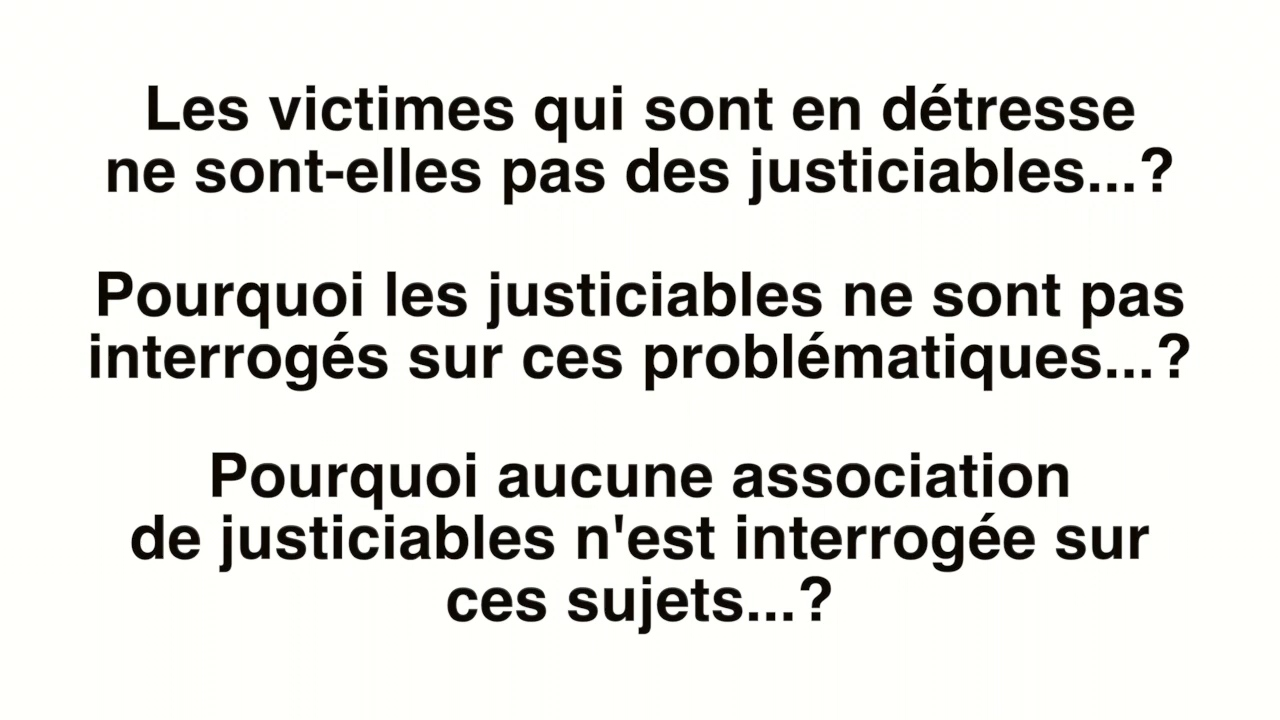 Les victimes qui sont en détresse
ne sont-elles pas des justiciables...?
Pourquoi les justiciables ne sont pas
interrogés sur ces problématiques...?
Pourquoi aucune association
de justiciables n'est interrogée sur
ces sujets...?